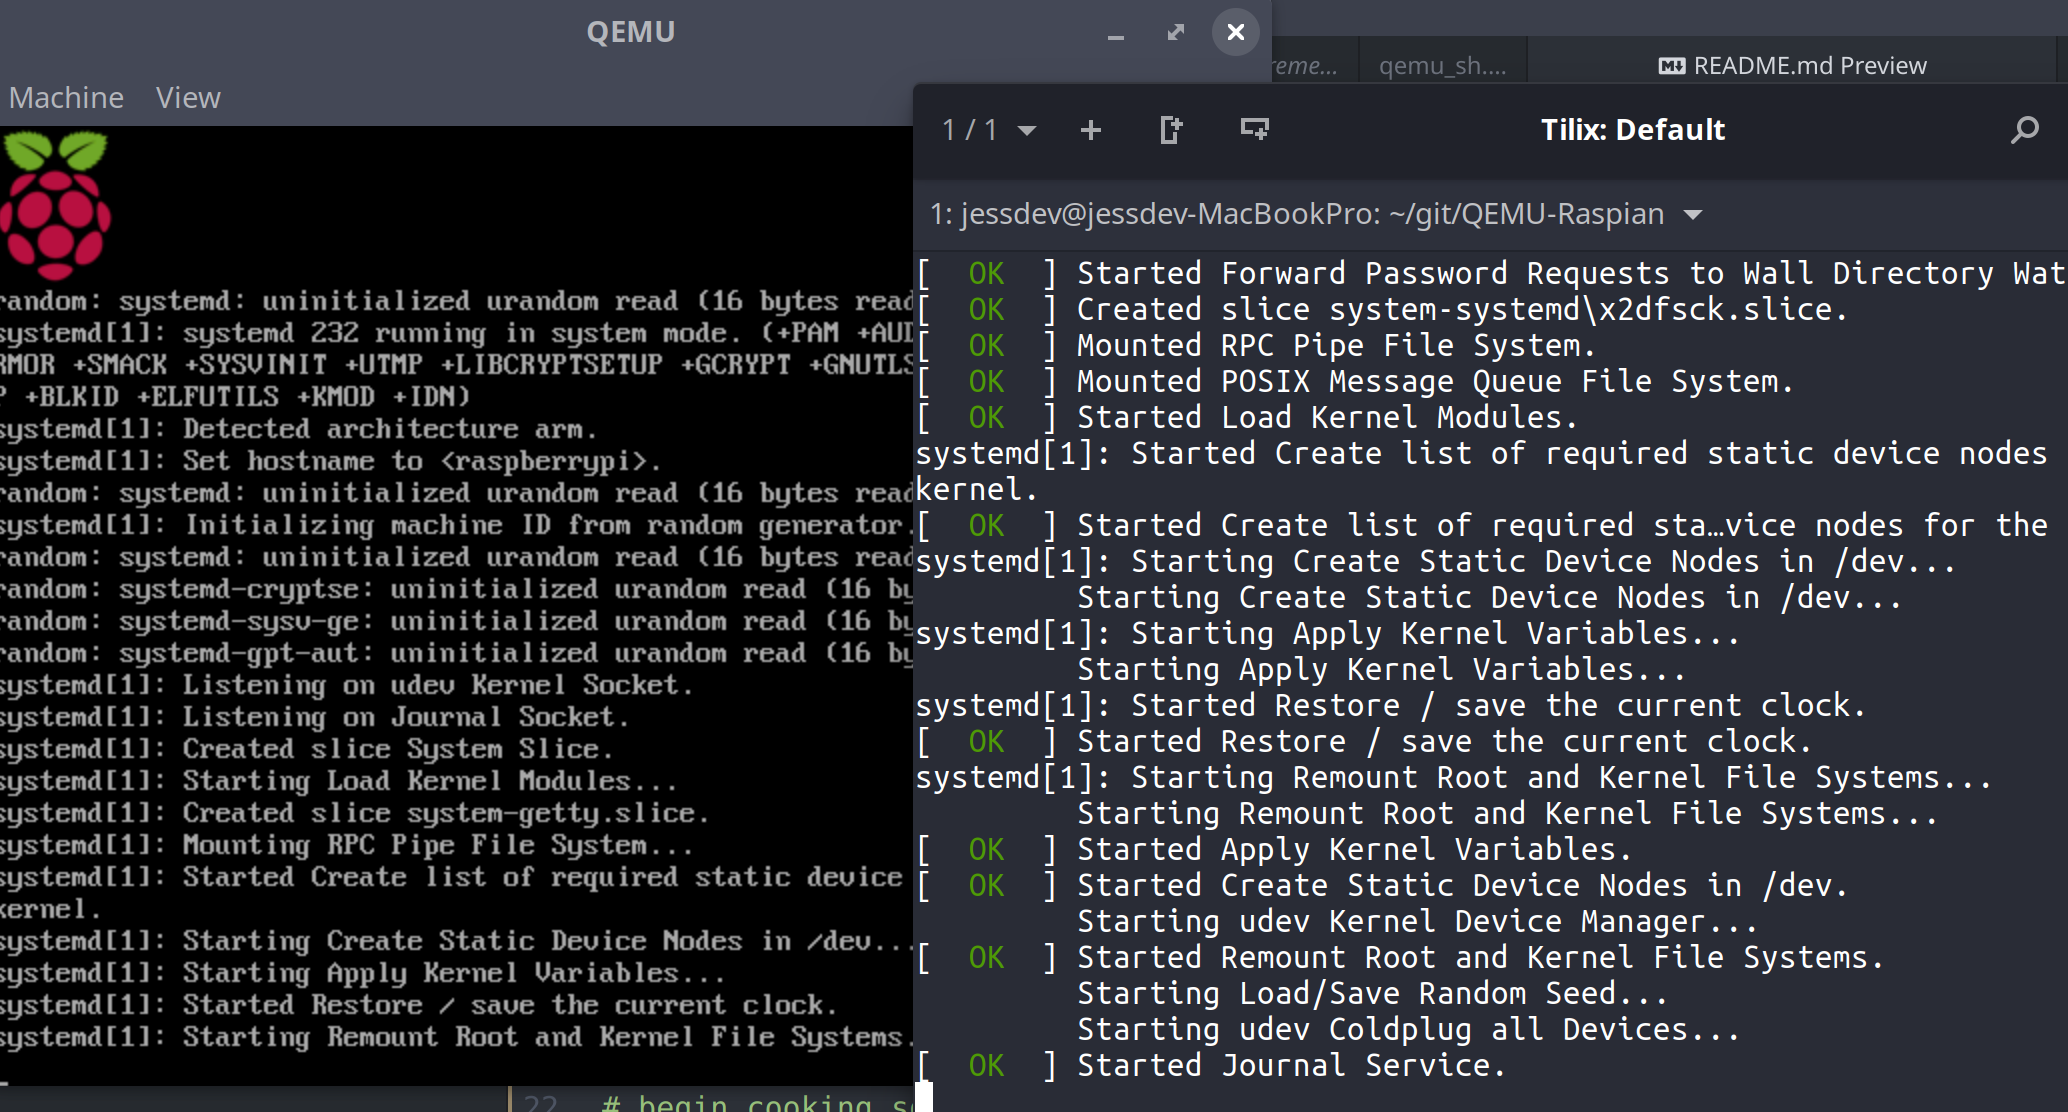 QEMU
Machine View
random: systemd: uninitialized urandom read (16 bytes read
systemd[1]: systemd 232 running in system mode. (+PAM +AUD
RMOR +SMACK +SYSVINIT +UTMP +LIBCRYPTSETUP +GCRYPT +GNUTLS
P +BLKID +ELFUTILS +KMOD +IDN)
systemd[1]: Detected architecture arm.
systemd[1]: Set hostname to <raspberrypi>.
random: systemd: uninitialized urandom read (16 bytes read
systemd[1]: Initializing machine ID from random generator.
random: systemd: uninitialized urandom read (16 bytes read
random: systemd-cryptse: uninitialized urandom read (16 by
random: systemd-sysv-ge: uninitialized urandom read (16 by
random: systemd-gpt-aut: uninitialized urandom read (16 by
systemd[1]: Listening on udev Kernel Socket.
systemd[1]: Listening on Journal Socket.
systemd[1]: Created slice System Slice.
systemd[1]: Starting Load Kernel Modules...
systemd[1]: Created slice system-getty.slice.
systemd[1]: Mounting RPC Pipe File System...
systemd[1]: Started Create list of required static device
kernel.
systemd[1]: Starting Create Static Device Nodes in /dev...
systemd[1]: Starting Apply Kernel Variables...
systemd[1]: Started Restore / save the current clock.
systemd[1]: Starting Remount Root and Kernel File Systems.
22 # begin cooking s
reme... qemu_sh.... README.md Preview
1 / 1 Tilix: Default
1: jessdev@jessdev-MacBookPro: ~/git/QEMU-Raspian
[  OK  ] Started Forward Password Requests to Wall Directory Wat
[  OK  ] Created slice system-systemd\x2dfsck.slice.
[  OK  ] Mounted RPC Pipe File System.
[  OK  ] Mounted POSIX Message Queue File System.
[  OK  ] Started Load Kernel Modules.
systemd[1]: Started Create list of required static device nodes
kernel.
[  OK  ] Started Create list of required sta…vice nodes for the
systemd[1]: Starting Create Static Device Nodes in /dev...
Starting Create Static Device Nodes in /dev...
systemd[1]: Starting Apply Kernel Variables...
Starting Apply Kernel Variables...
systemd[1]: Started Restore / save the current clock.
[  OK  ] Started Restore / save the current clock.
systemd[1]: Starting Remount Root and Kernel File Systems...
Starting Remount Root and Kernel File Systems...
[  OK  ] Started Apply Kernel Variables.
[  OK  ] Started Create Static Device Nodes in /dev.
Starting udev Kernel Device Manager...
[  OK  ] Started Remount Root and Kernel File Systems.
Starting Load/Save Random Seed...
Starting udev Coldplug all Devices...
[  OK  ] Started Journal Service.